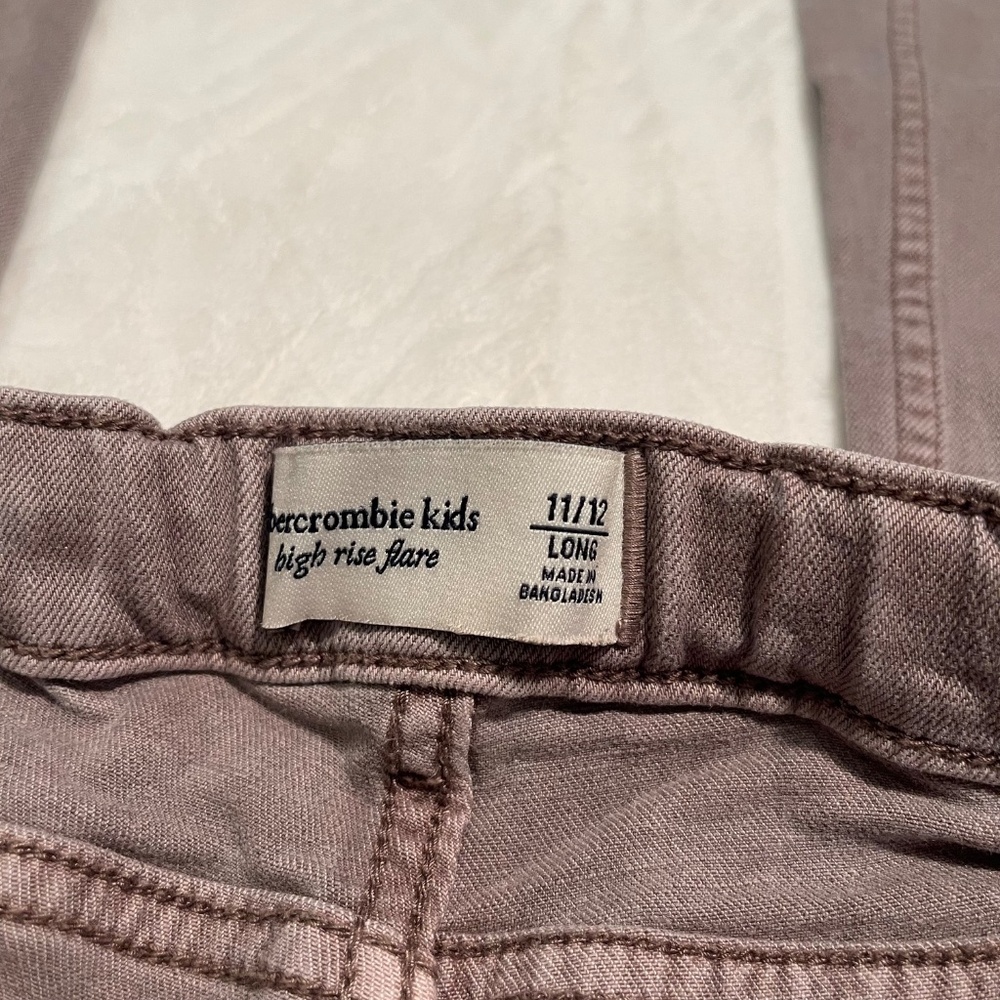 abercrombie kids
high rise flare
11/12
LONG
MADE IN
BANGLADESH